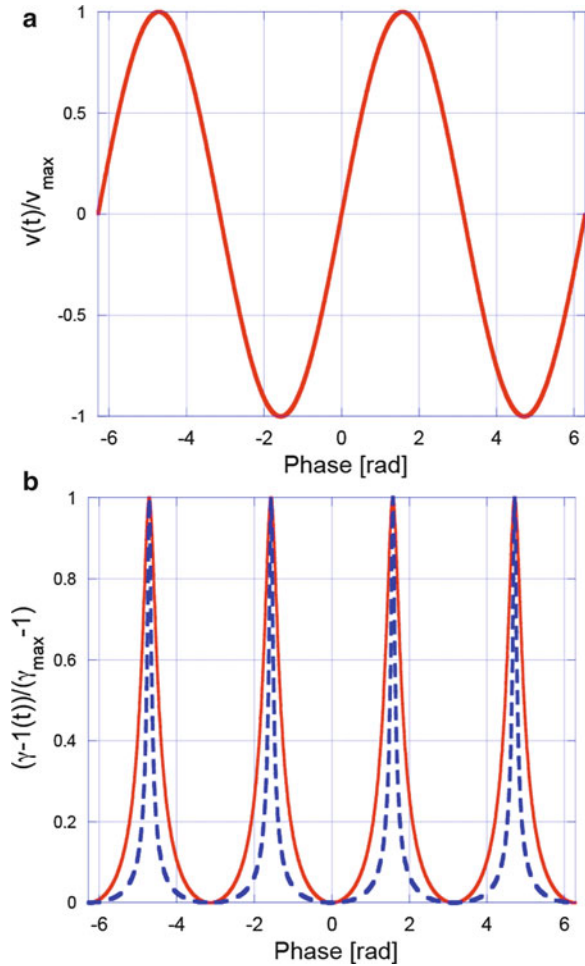 a
1
0.5
0
-0.5
-1
v(t)/v_max
-6 -4 -2 0 2 4 6
Phase [rad]
b
1
0.8
0.6
0.4
0.2
0
(γ-1(t))/(γ_max -1)
-6 -4 -2 0 2 4 6
Phase [rad]